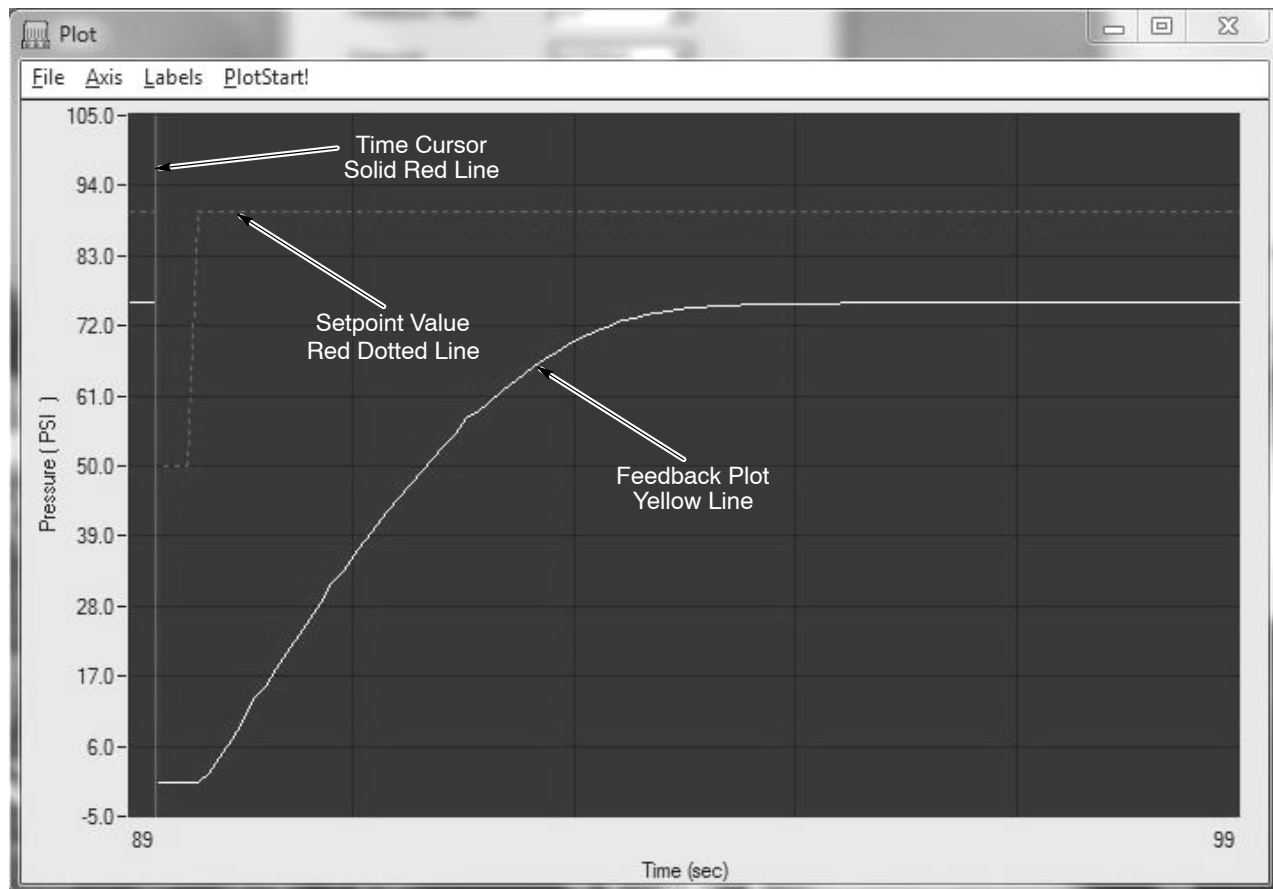 Plot
File Axis Labels PlotStart!
105.0
94.0
83.0
72.0
61.0
50.0
39.0
28.0
17.0
6.0
-5.0
Pressure ( PSI )
Time Cursor
Solid Red Line
Setpoint Value
Red Dotted Line
Feedback Plot
Yellow Line
89
99
Time (sec)